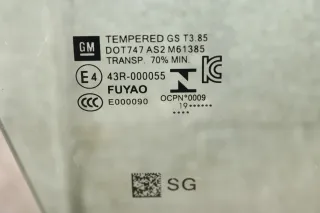 GM
TEMPERED GS T3.85
DOT747 AS2 M61385
TRANSP. 70% MIN.
E4 43R-000055
FUYAO
CCC E000090
OCPN°0009
19 ••••••
••••
SG